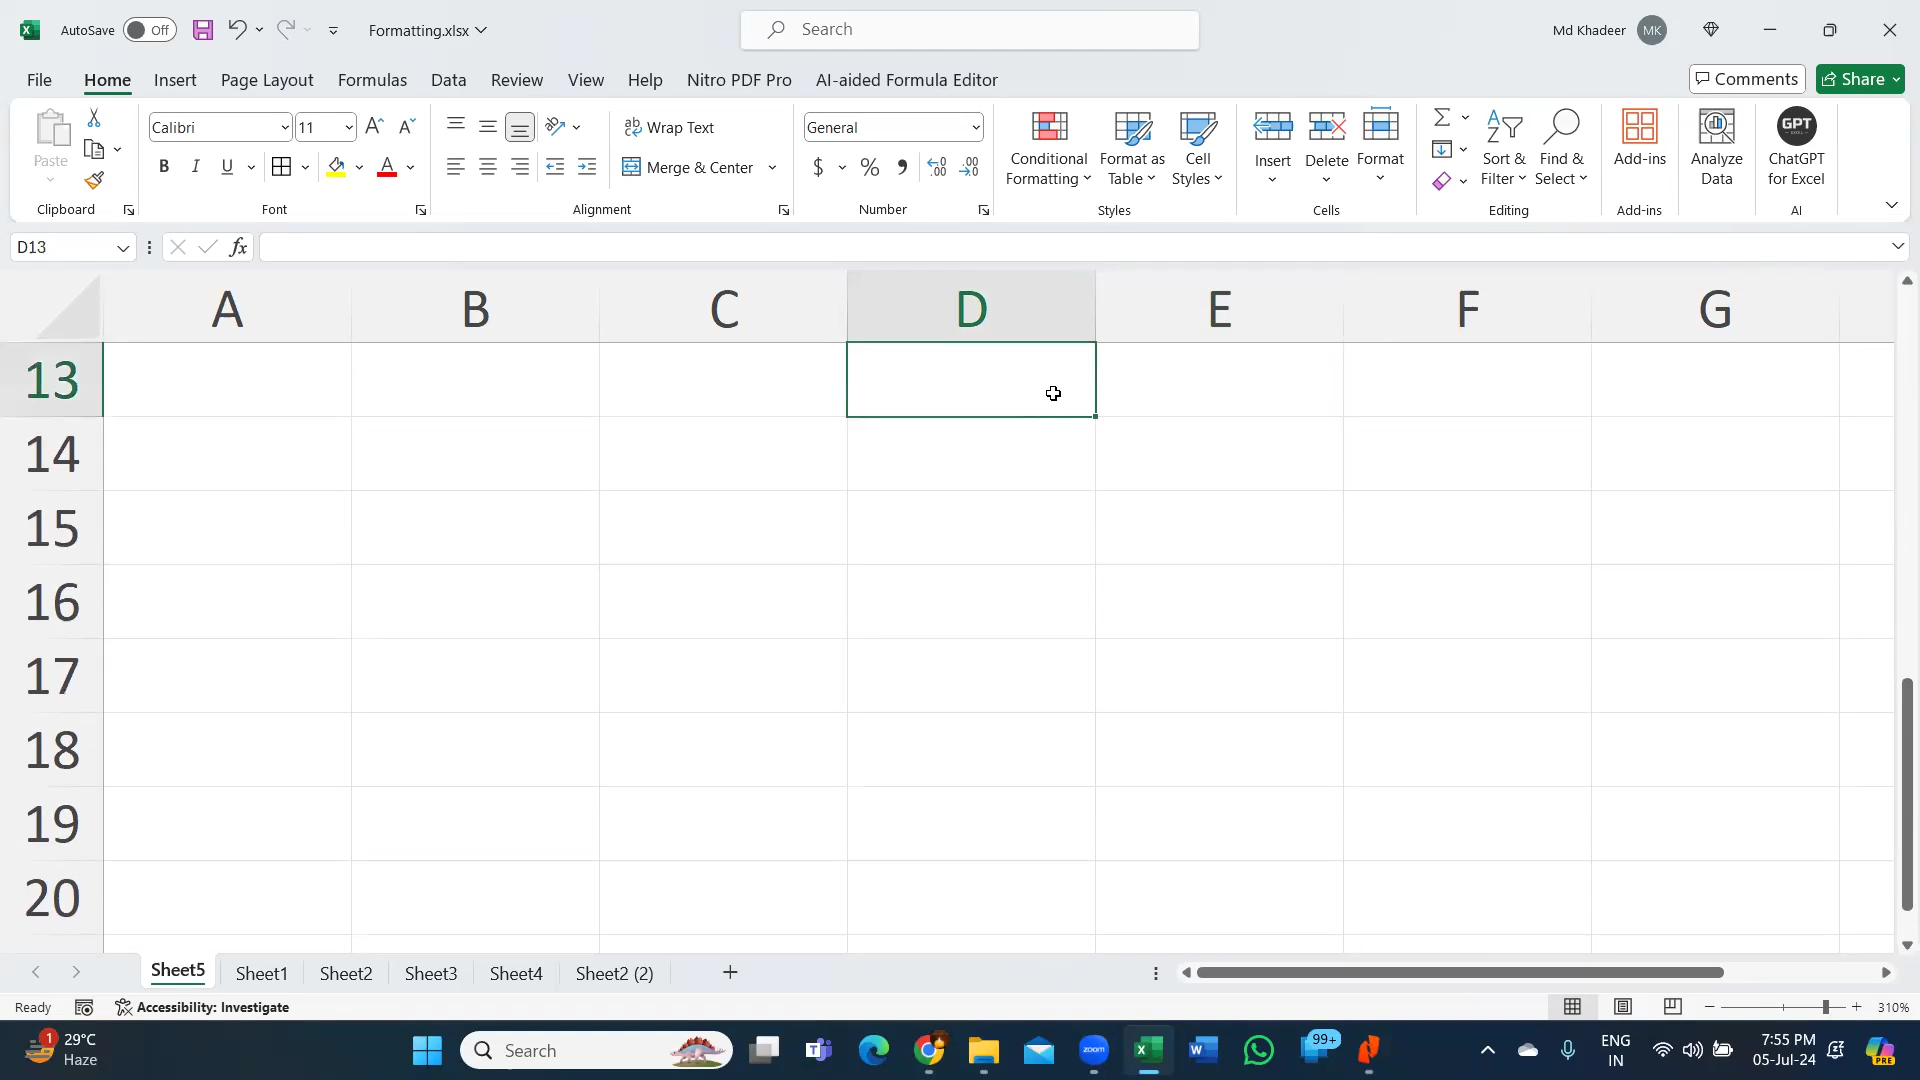 AutoSave Off Formatting.xlsx Search Md Khadeer MK
File Home Insert Page Layout Formulas Data Review View Help Nitro PDF Pro AI-aided Formula Editor Comments Share
Paste Calibri 11 Wrap Text General Conditional Formatting Format as Table Cell Styles Insert Delete Format Sort & Filter Find & Select Add-ins Analyze Data GPT ChatGPT for Excel
B I U Merge & Center $ %
Clipboard Font Alignment Number Styles Cells Editing Add-ins AI
D13 fx
A B C D E F G
13
14
15
16
17
18
19
20
Sheet5 Sheet1 Sheet2 Sheet3 Sheet4 Sheet2 (2)
Ready Accessibility: Investigate 310%
1 29°C Search zoom 99+ ENG 7:55 PM
Haze IN 05-Jul-24 PRE